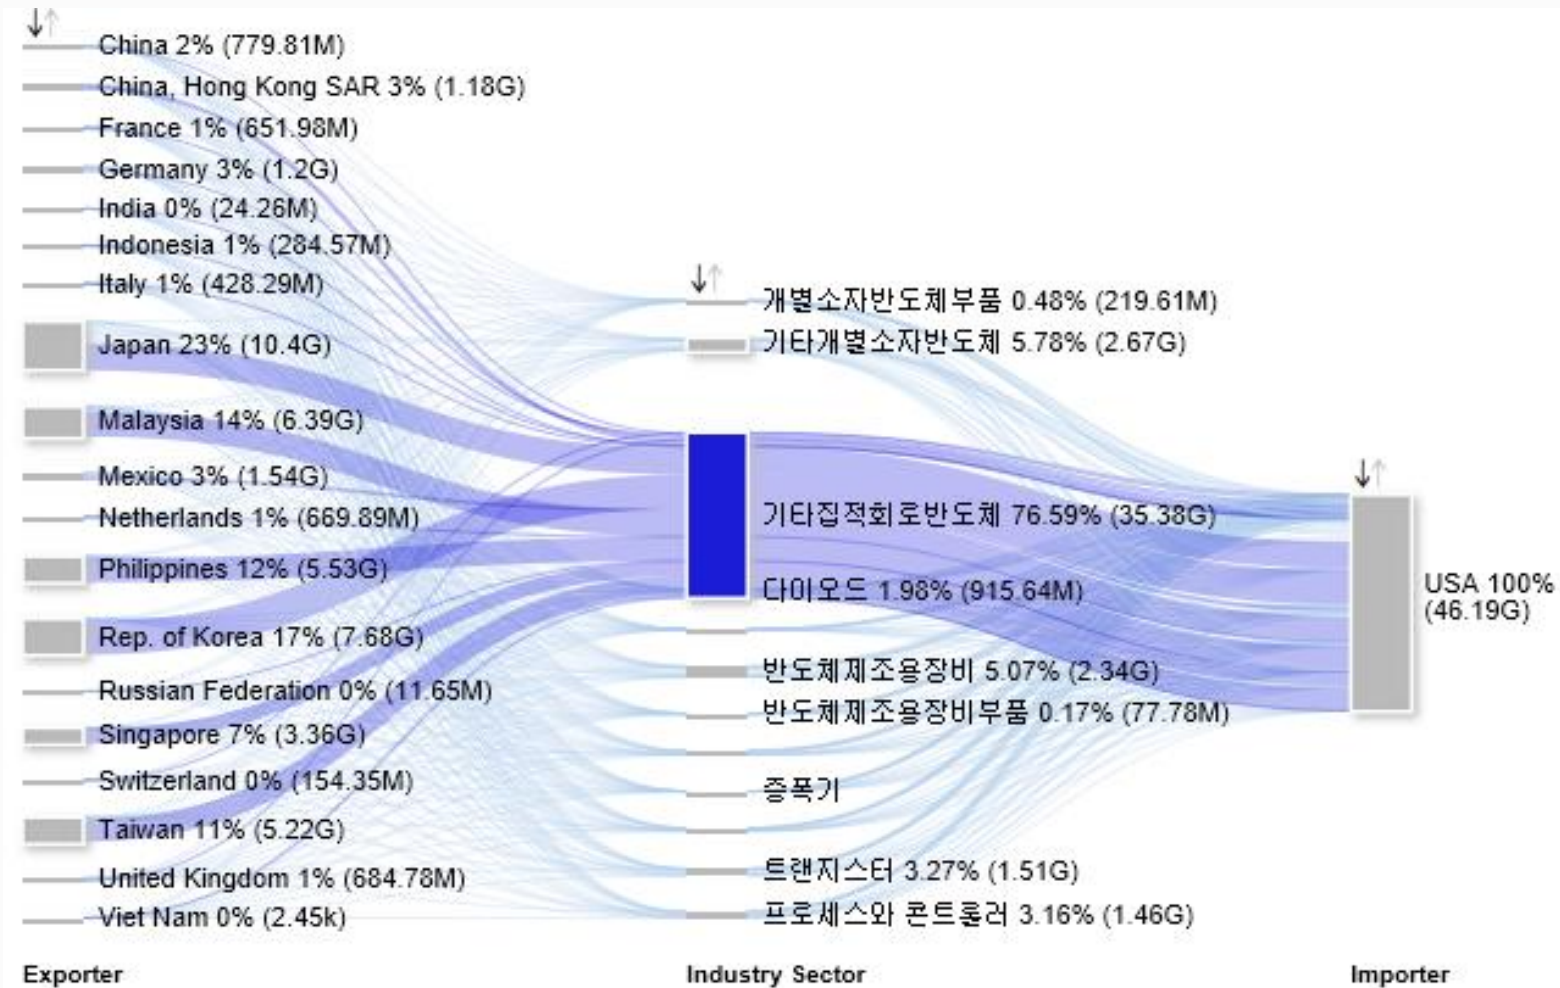 China 2% (779.81M)
China, Hong Kong SAR 3% (1.18G)
France 1% (651.98M)
Germany 3% (1.2G)
India 0% (24.26M)
Indonesia 1% (284.57M)
Italy 1% (428.29M)
Japan 23% (10.4G)
Malaysia 14% (6.39G)
Mexico 3% (1.54G)
Netherlands 1% (669.89M)
Philippines 12% (5.53G)
Rep. of Korea 17% (7.68G)
Russian Federation 0% (11.65M)
Singapore 7% (3.36G)
Switzerland 0% (154.35M)
Taiwan 11% (5.22G)
United Kingdom 1% (684.78M)
Viet Nam 0% (2.45k)
Exporter
개별소자반도체부품 0.48% (219.61M)
기타개별소자반도체 5.78% (2.67G)
기타집적회로반도체 76.59% (35.38G)
다이오드 1.98% (915.64M)
반도체제조용장비 5.07% (2.34G)
반도체제조용장비부품 0.17% (77.78M)
증폭기
트랜지스터 3.27% (1.51G)
프로세스와 콘트롤러 3.16% (1.46G)
Industry Sector
USA 100%
(46.19G)
Importer